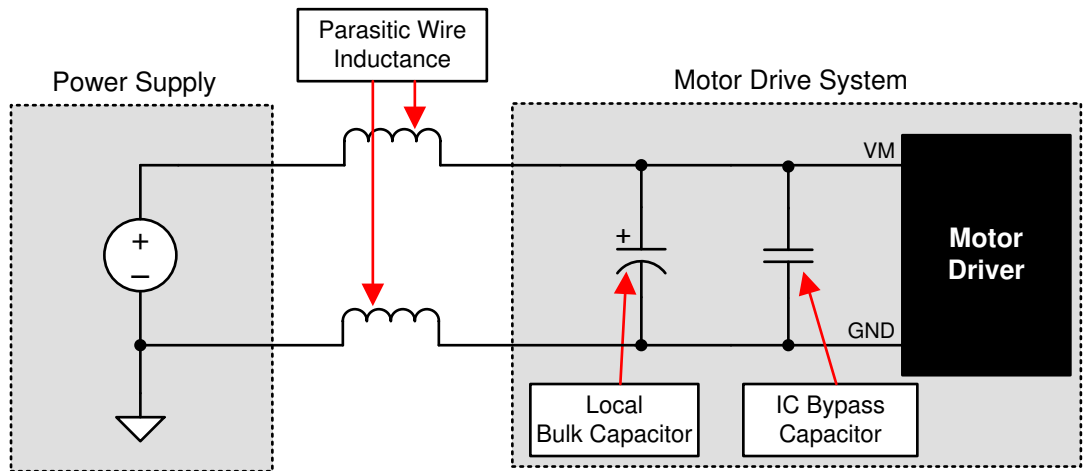 Parasitic Wire
Inductance
Power Supply
Motor Drive System
VM
+
–
+
Motor
Driver
GND
Local
Bulk Capacitor
IC Bypass
Capacitor